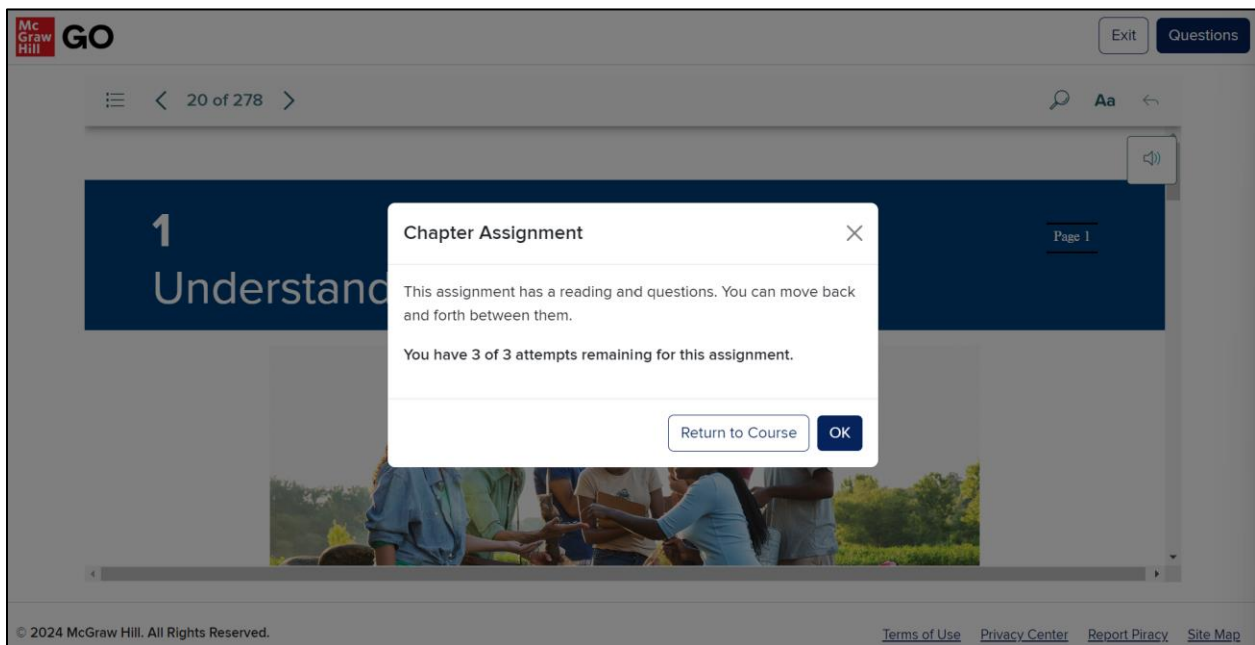 Mc
Graw
Hill
GO
Exit
Questions
20 of 278
Aa
1
Understand
Page 1
Chapter Assignment
This assignment has a reading and questions. You can move back
and forth between them.
You have 3 of 3 attempts remaining for this assignment.
Return to Course
OK
© 2024 McGraw Hill. All Rights Reserved.
Terms of Use Privacy Center Report Piracy Site Map